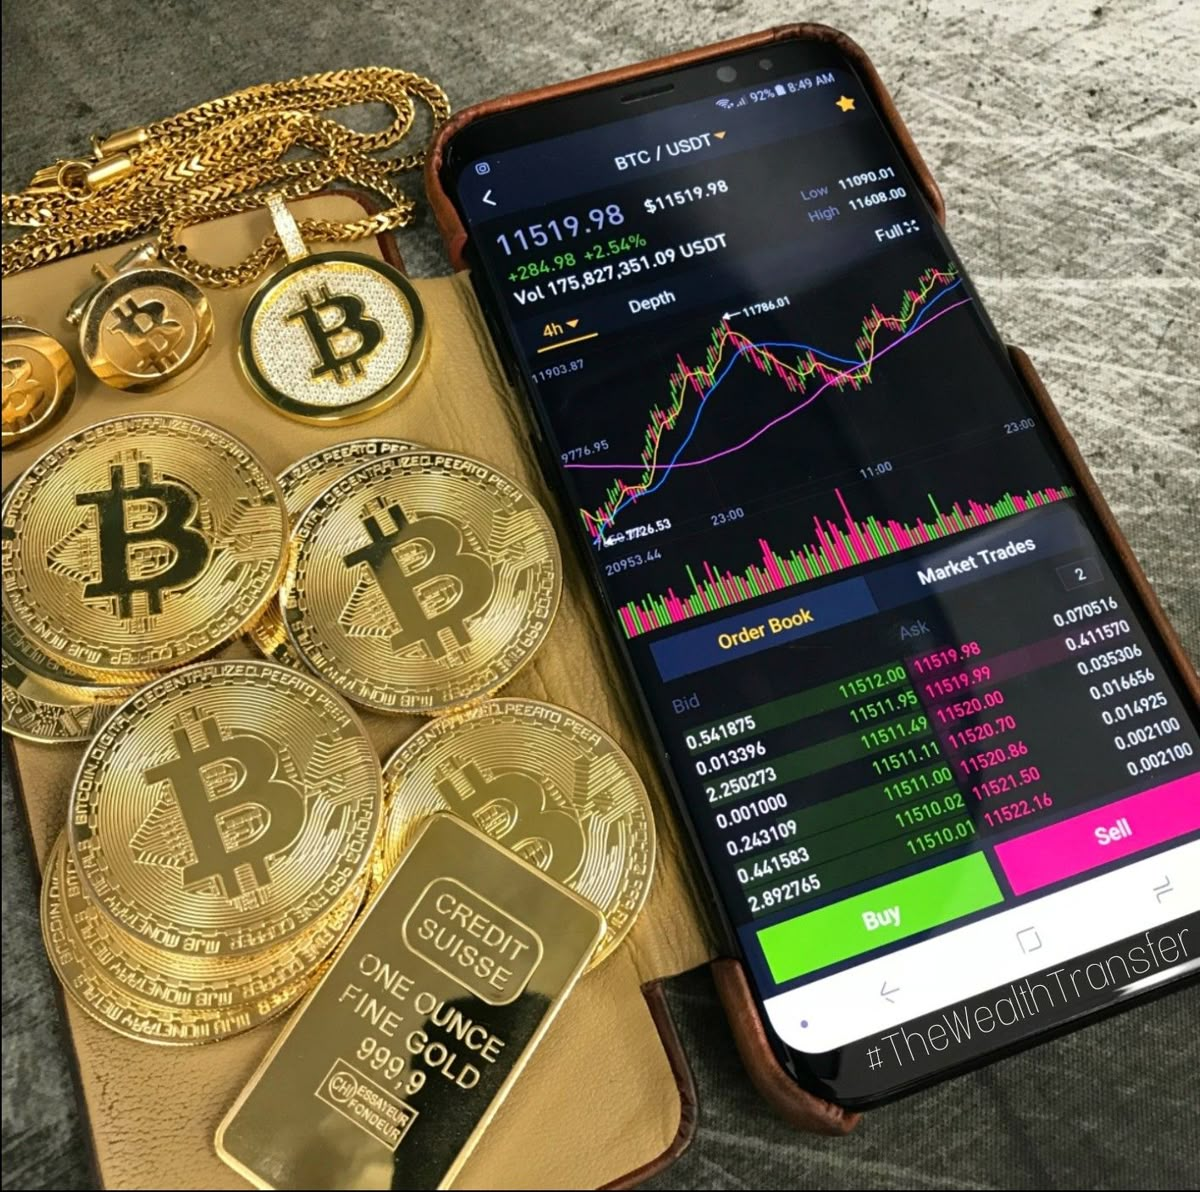 92% 8:49 AM
BTC / USDT
11519.98 $11519.98
Low 11090.01
High 11608.00
+284.98 +2.54%
Vol 175,827,351.09 USDT
Full
4h Depth
11786.01
11903.87
9776.95
7726.53
23:00 11:00 23:00
20953.44
Order Book Market Trades
Bid Ask 2
0.541875 11512.00 11519.98 0.070516
0.013396 11511.95 11519.99 0.411570
2.250273 11511.49 11520.00 0.035306
0.001000 11511.11 11520.70 0.016656
0.243109 11511.00 11520.86 0.014925
0.441583 11510.02 11521.50 0.002100
2.892765 11510.01 11522.16 0.002100
Buy Sell
#TheWealthTransfer
CREDIT
SUISSE
ONE OUNCE
FINE GOLD
999,9
CHI ESSAYEUR
FONDEUR